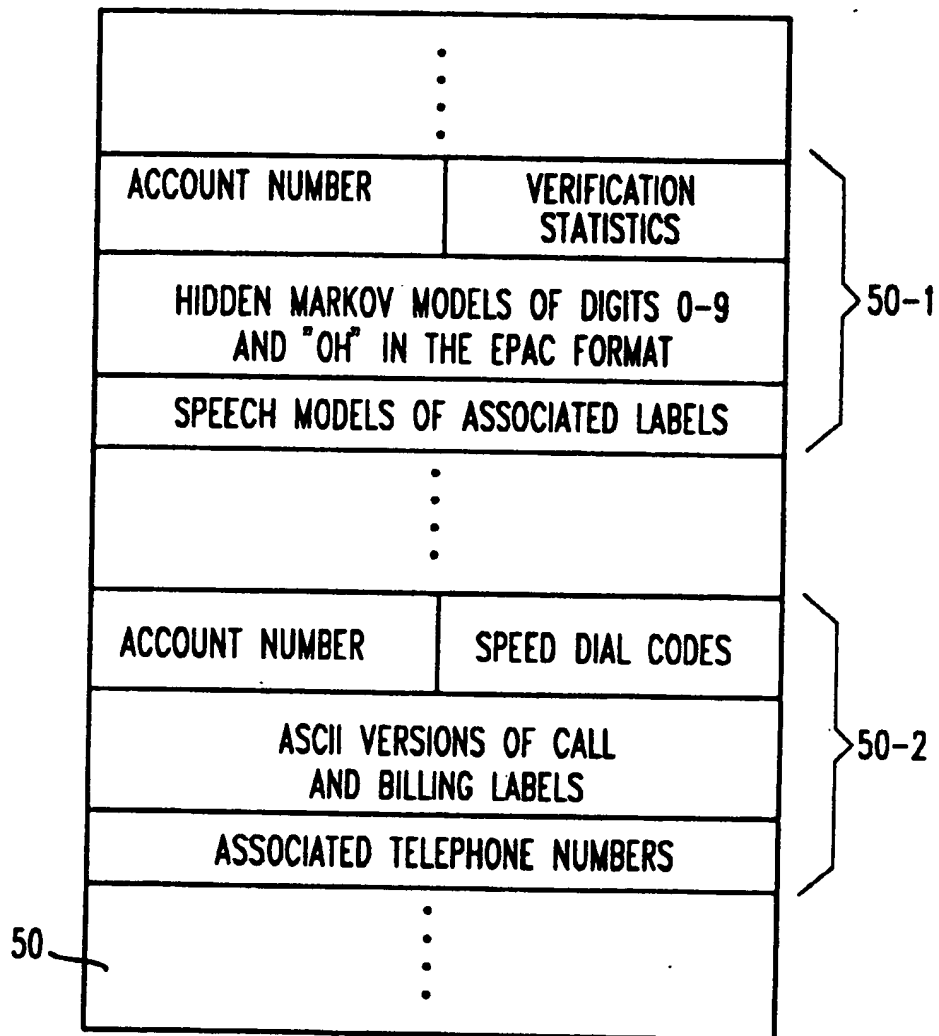 ACCOUNT NUMBER
VERIFICATION
STATISTICS
HIDDEN MARKOV MODELS OF DIGITS 0-9
AND "OH" IN THE EPAC FORMAT
SPEECH MODELS OF ASSOCIATED LABELS
50-1
ACCOUNT NUMBER
SPEED DIAL CODES
ASCII VERSIONS OF CALL
AND BILLING LABELS
ASSOCIATED TELEPHONE NUMBERS
50-2
50